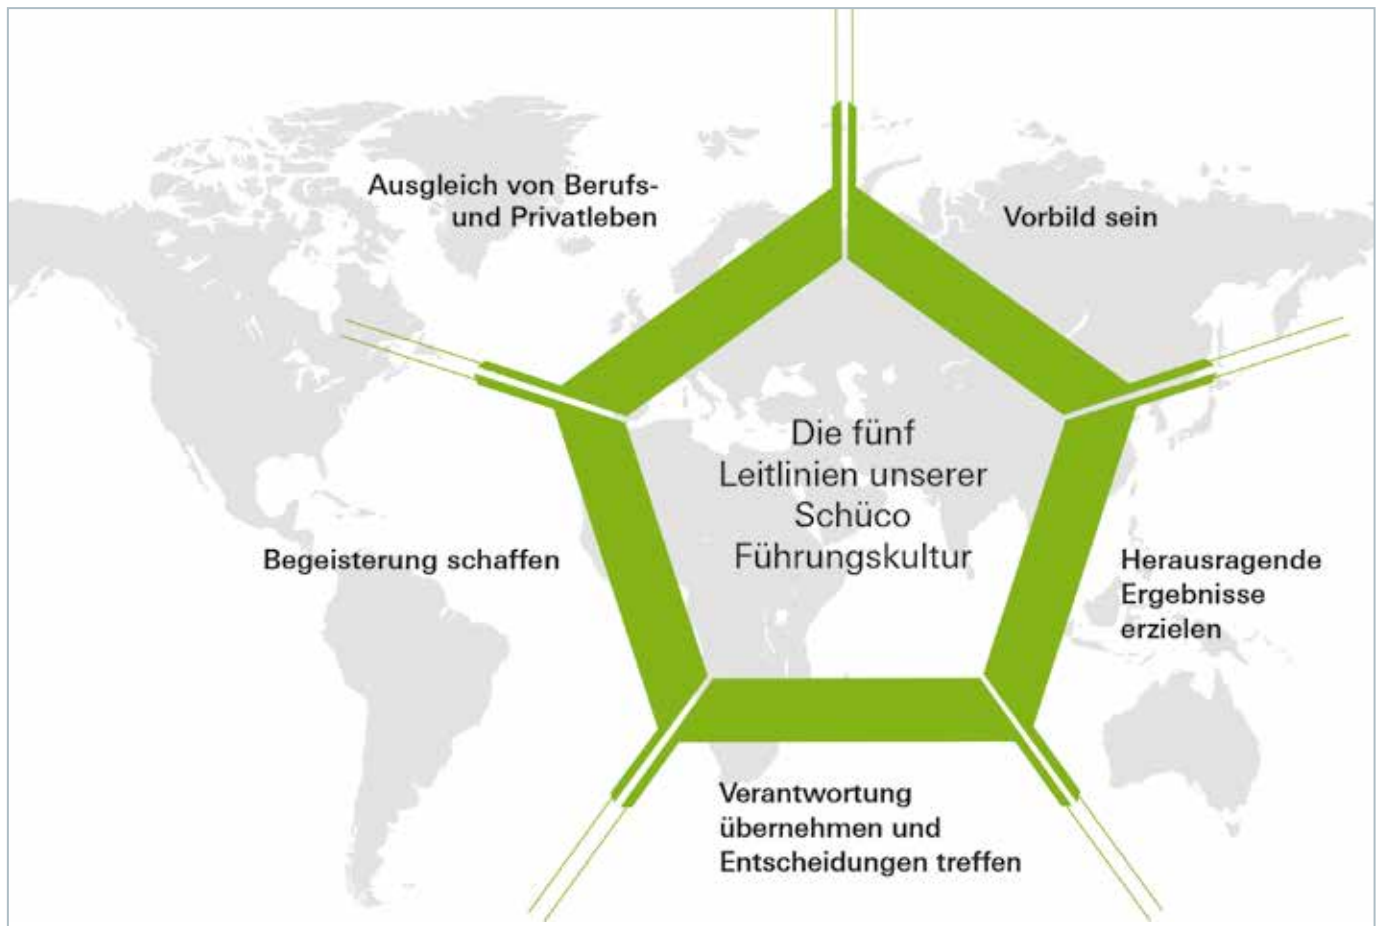 Ausgleich von Berufs-
und Privatleben
Vorbild sein
Die fünf
Leitlinien unserer
Schüco
Führungskultur
Begeisterung schaffen
Herausragende
Ergebnisse
erzielen
Verantwortung
übernehmen und
Entscheidungen treffen